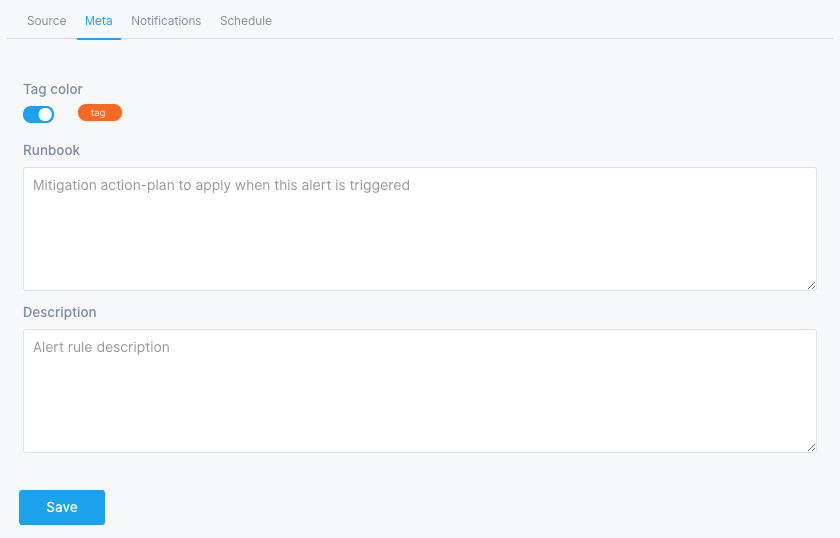 Source Meta Notifications Schedule
Tag color
tag
Runbook
Mitigation action-plan to apply when this alert is triggered
Description
Alert rule description
Save